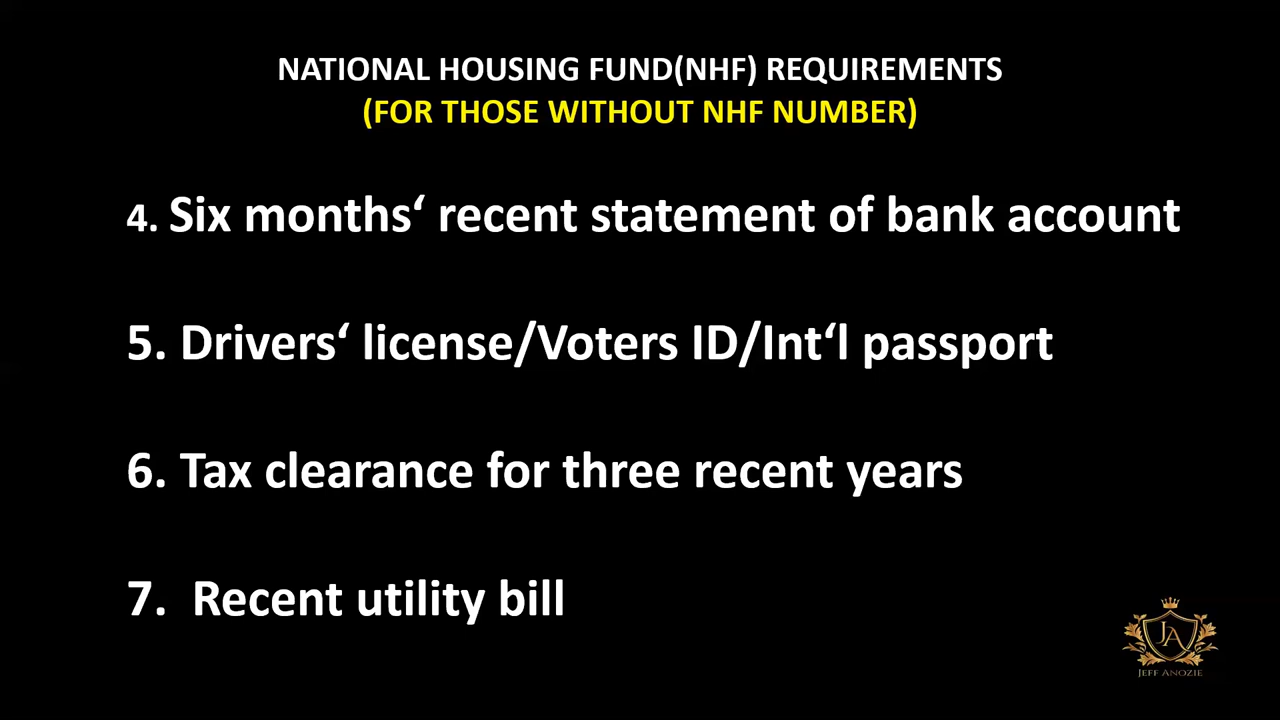 NATIONAL HOUSING FUND(NHF) REQUIREMENTS
(FOR THOSE WITHOUT NHF NUMBER)
4. Six months‘ recent statement of bank account
5. Drivers‘ license/Voters ID/Int‘l passport
6. Tax clearance for three recent years
7. Recent utility bill
JA
JEFF ANOZIE